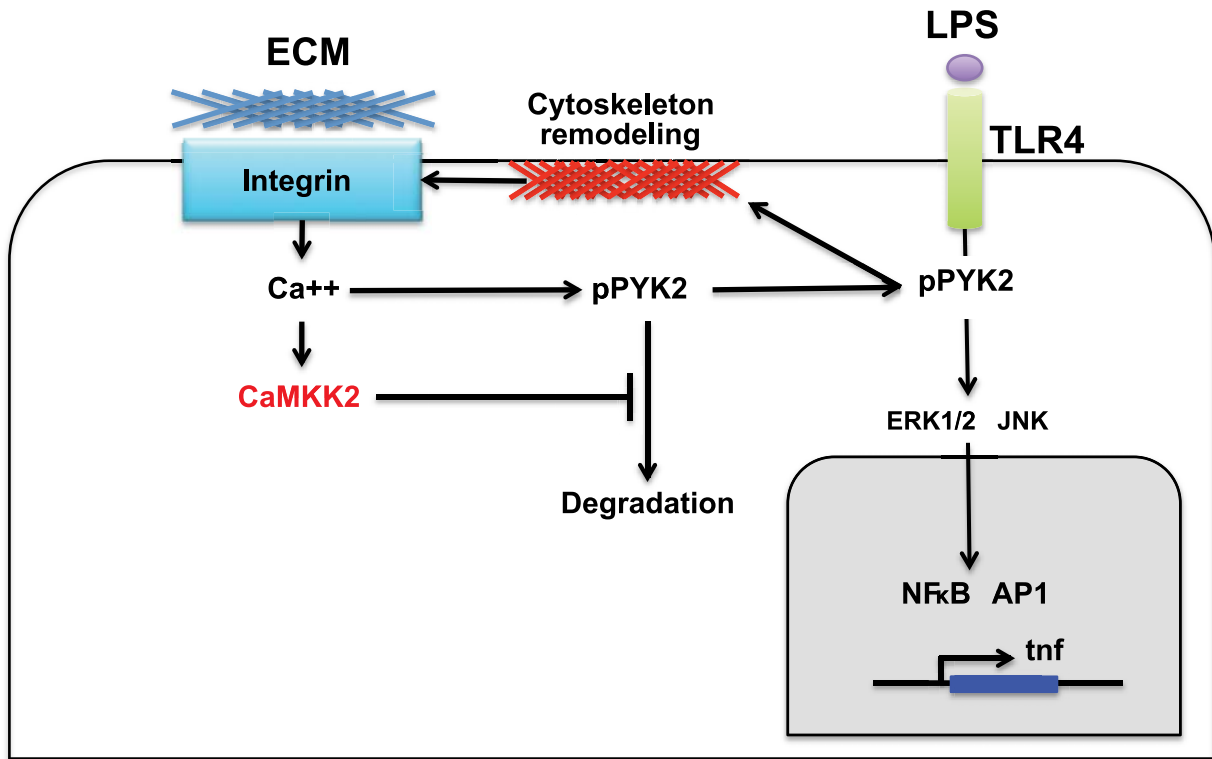 LPS
ECM
Cytoskeleton
remodeling
TLR4
Integrin
Ca++
pPYK2
pPYK2
CaMKK2
ERK1/2 JNK
Degradation
NFκB AP1
tnf